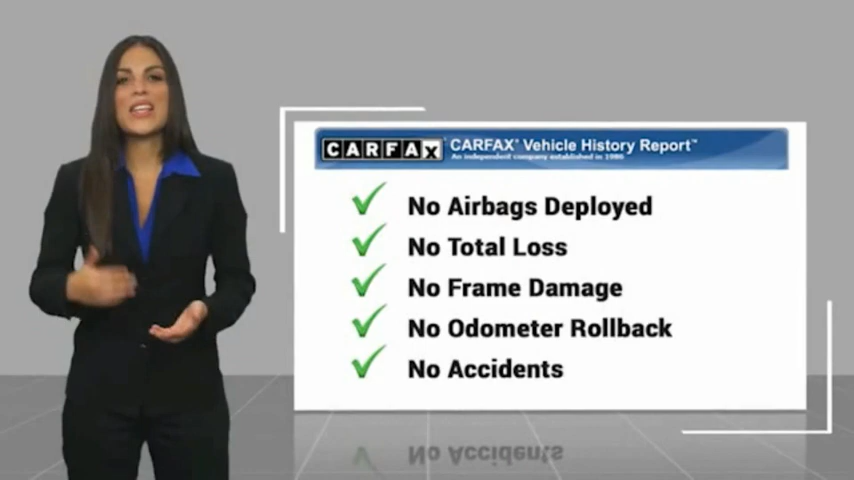 CARFAX CARFAX® Vehicle History Report™
An independent company established in 1986
No Airbags Deployed
No Total Loss
No Frame Damage
No Odometer Rollback
No Accidents
No Accidents